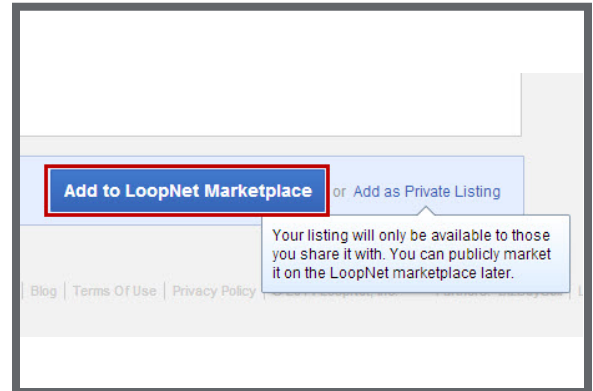 Add to LoopNet Marketplace or Add as Private Listing
Your listing will only be available to those
you share it with. You can publicly market
it on the LoopNet marketplace later.
| Blog | Terms Of Use | Privacy Policy |